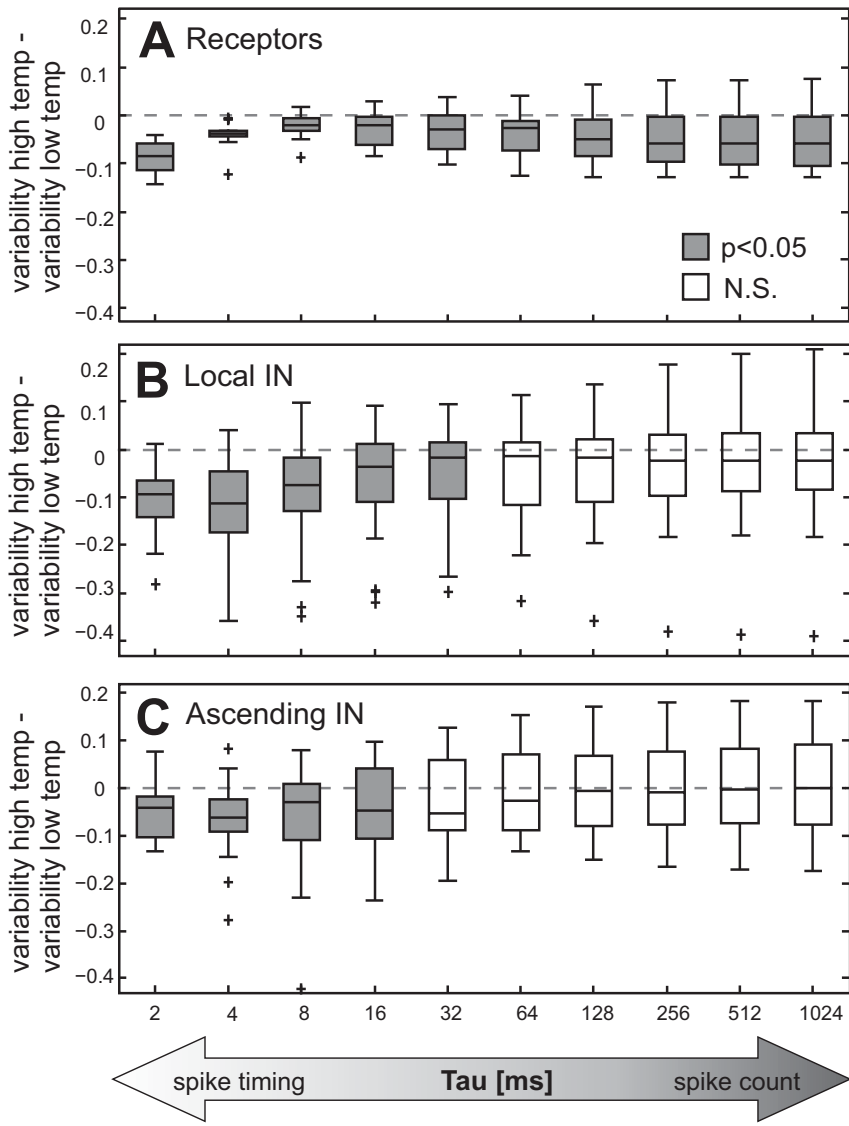 A Receptors
variability high temp -
variability low temp
0.2
0.1
0
−0.1
−0.2
−0.3
−0.4
p<0.05
N.S.
B Local IN
variability high temp -
variability low temp
0.2
0.1
0
−0.1
−0.2
−0.3
−0.4
C Ascending IN
variability high temp -
variability low temp
0.2
0.1
0
−0.1
−0.2
−0.3
−0.4
2 4 8 16 32 64 128 256 512 1024
spike timing Tau [ms] spike count